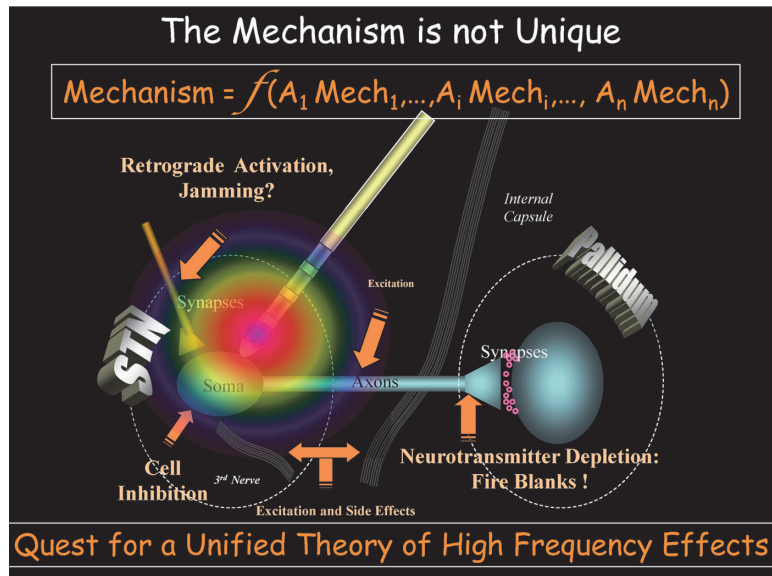 The Mechanism is not Unique
Mechanism = f(A1 Mech1,...,Ai Mechi,..., An Mechn)
Retrograde Activation,
Jamming?
Internal
Capsule
Pallidum
Excitation
Synapses
STN
Synapses
Soma
Axons
Cell
Inhibition
3rd Nerve
Neurotransmitter Depletion:
Fire Blanks !
Excitation and Side Effects
Quest for a Unified Theory of High Frequency Effects